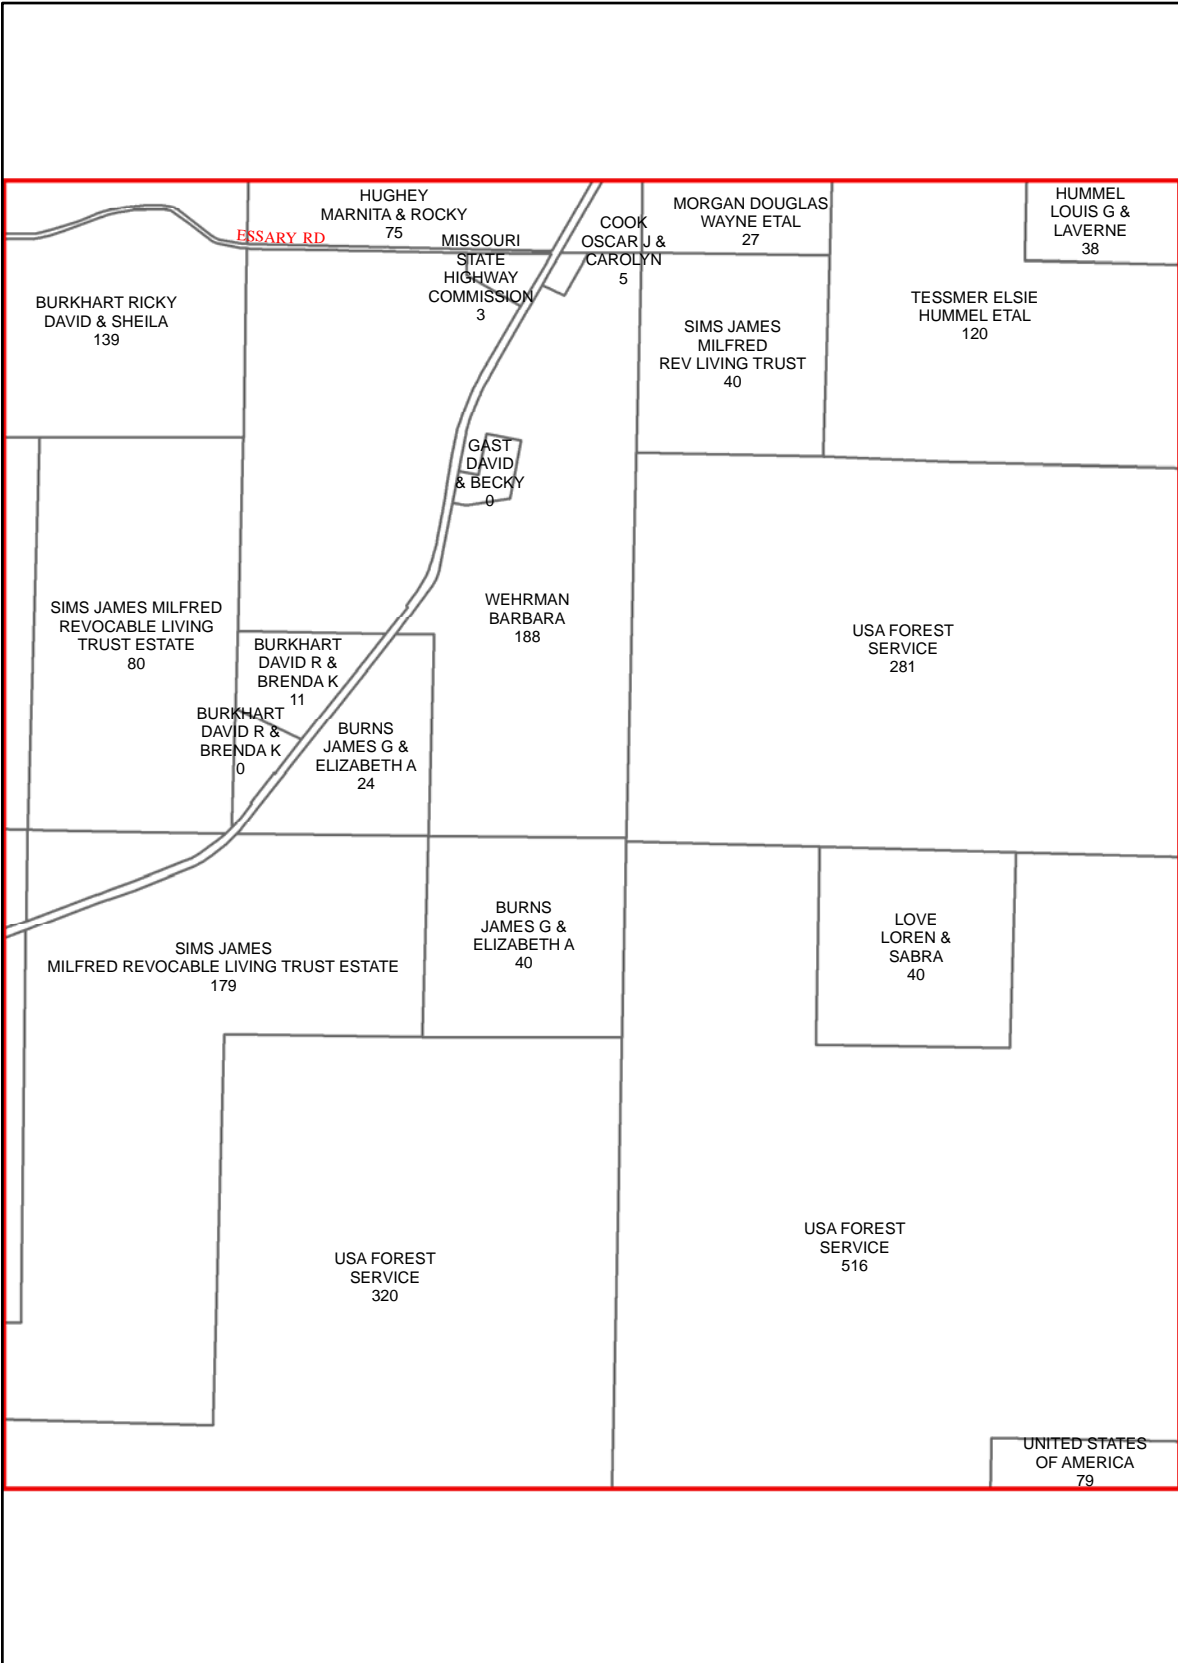 HUGHEY
MARNITA & ROCKY
75
MORGAN DOUGLAS
WAYNE ETAL
27
HUMMEL
LOUIS G &
LAVERNE
38
COOK
OSCAR J &
CAROLYN
5
ESSARY RD
MISSOURI
STATE
HIGHWAY
COMMISSION
3
BURKHART RICKY
DAVID & SHEILA
139
TESSMER ELSIE
HUMMEL ETAL
120
SIMS JAMES
MILFRED
REV LIVING TRUST
40
GAST
DAVID
& BECKY
0
SIMS JAMES MILFRED
REVOCABLE LIVING
TRUST ESTATE
80
WEHRMAN
BARBARA
188
USA FOREST
SERVICE
281
BURKHART
DAVID R &
BRENDA K
11
BURKHART
DAVID R &
BRENDA K
0
BURNS
JAMES G &
ELIZABETH A
24
BURNS
JAMES G &
ELIZABETH A
40
LOVE
LOREN &
SABRA
40
SIMS JAMES
MILFRED REVOCABLE LIVING TRUST ESTATE
179
USA FOREST
SERVICE
320
USA FOREST
SERVICE
516
UNITED STATES
OF AMERICA
79